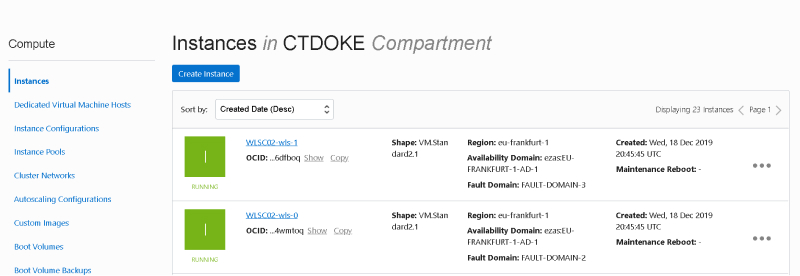 Compute
Instances
Dedicated Virtual Machine Hosts
Instance Configurations
Instance Pools
Cluster Networks
Autoscaling Configurations
Custom Images
Boot Volumes
Boot Volume Backups
Instances in CTDOKE Compartment
Create Instance
Sort by: Created Date (Desc)
Displaying 23 Instances < Page 1 >
RUNNING
WLSC02-wls-1
OCID: ...6dfboq Show Copy
Shape: VM.Stan
dard2.1
Region: eu-frankfurt-1
Availability Domain: ezas:EU-
FRANKFURT-1-AD-1
Fault Domain: FAULT-DOMAIN-3
Created: Wed, 18 Dec 2019
20:45:45 UTC
Maintenance Reboot: -
RUNNING
WLSC02-wls-0
OCID: ...4wmtoq Show Copy
Shape: VM.Stan
dard2.1
Region: eu-frankfurt-1
Availability Domain: ezas:EU-
FRANKFURT-1-AD-1
Fault Domain: FAULT-DOMAIN-2
Created: Wed, 18 Dec 2019
20:45:45 UTC
Maintenance Reboot: -